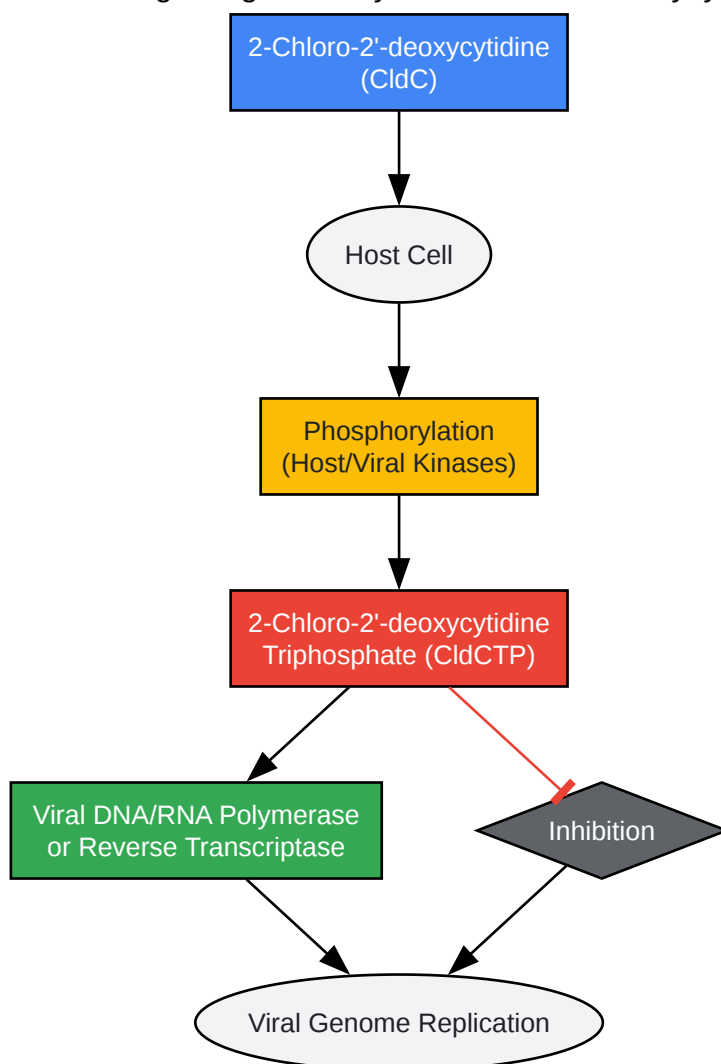 2-Chloro-2'-deoxycytidine
(CldC)
Host Cell
Phosphorylation
(Host/Viral Kinases)
2-Chloro-2'-deoxycytidine
Triphosphate (CldCTP)
Viral DNA/RNA Polymerase
or Reverse Transcriptase
Inhibition
Viral Genome Replication